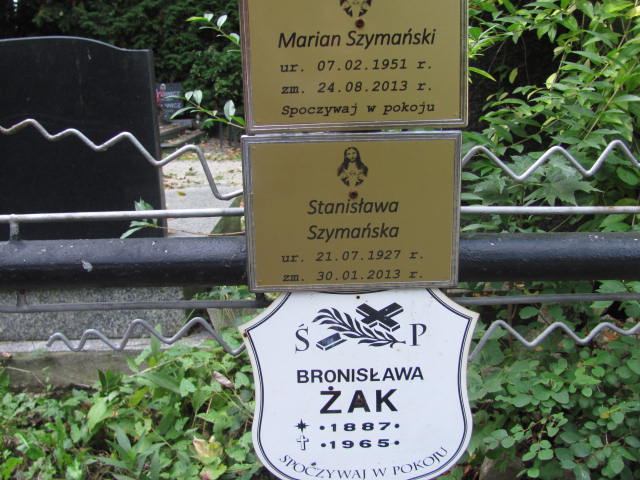 Marian Szymański
ur. 07.02.1951 r.
zm. 24.08.2013 r.
Spoczywaj w pokoju
Stanisława
Szymańska
ur. 21.07.1927 r.
zm. 30.01.2013 r.
Ś P
BRONISŁAWA
ŻAK
·1887·
·1965·
SPOCZYWAJ W POKOJU